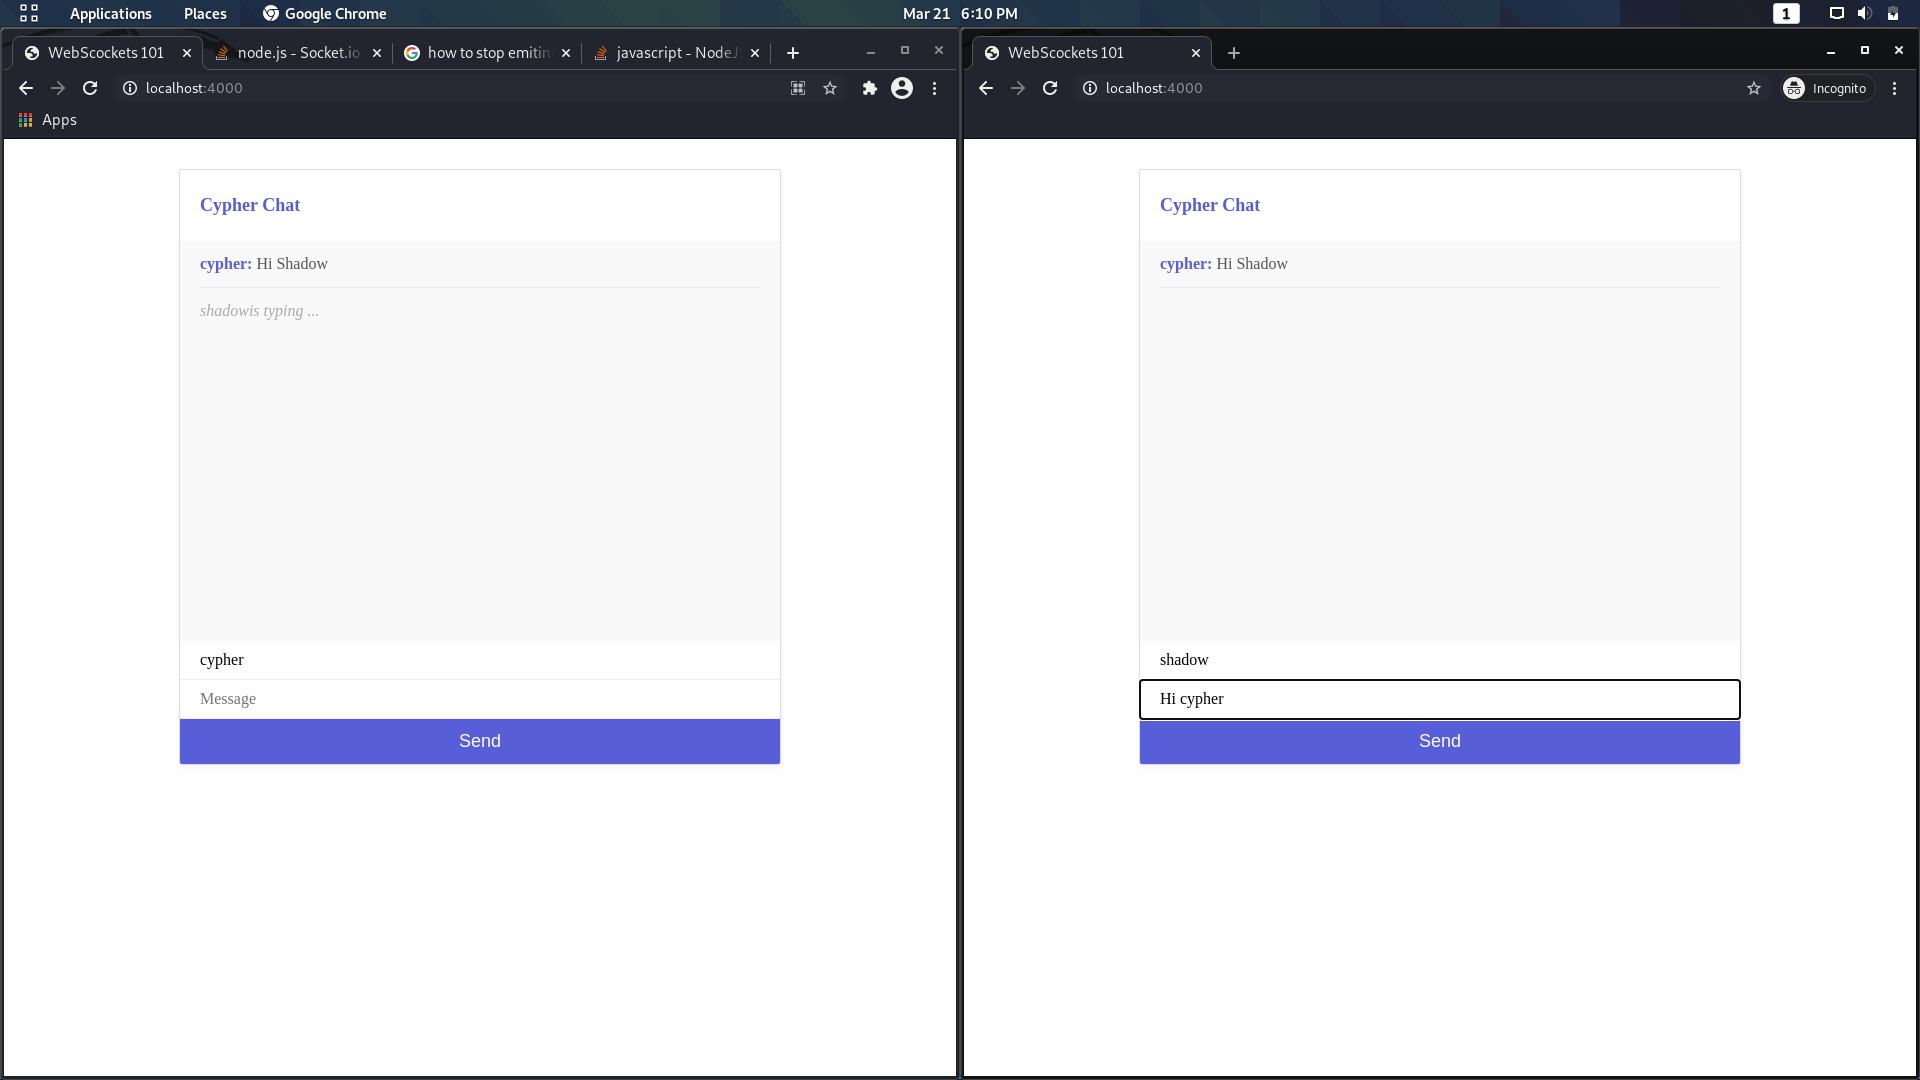 Applications Places Google Chrome Mar 21 6:10 PM 1
WebScockets 101 node.js - Socket.io how to stop emitin javascript - NodeJ
localhost:4000
Apps
Cypher Chat
cypher: Hi Shadow
shadowis typing ...
cypher
Message
Send
WebScockets 101
localhost:4000 Incognito
Cypher Chat
cypher: Hi Shadow
shadow
Hi cypher
Send